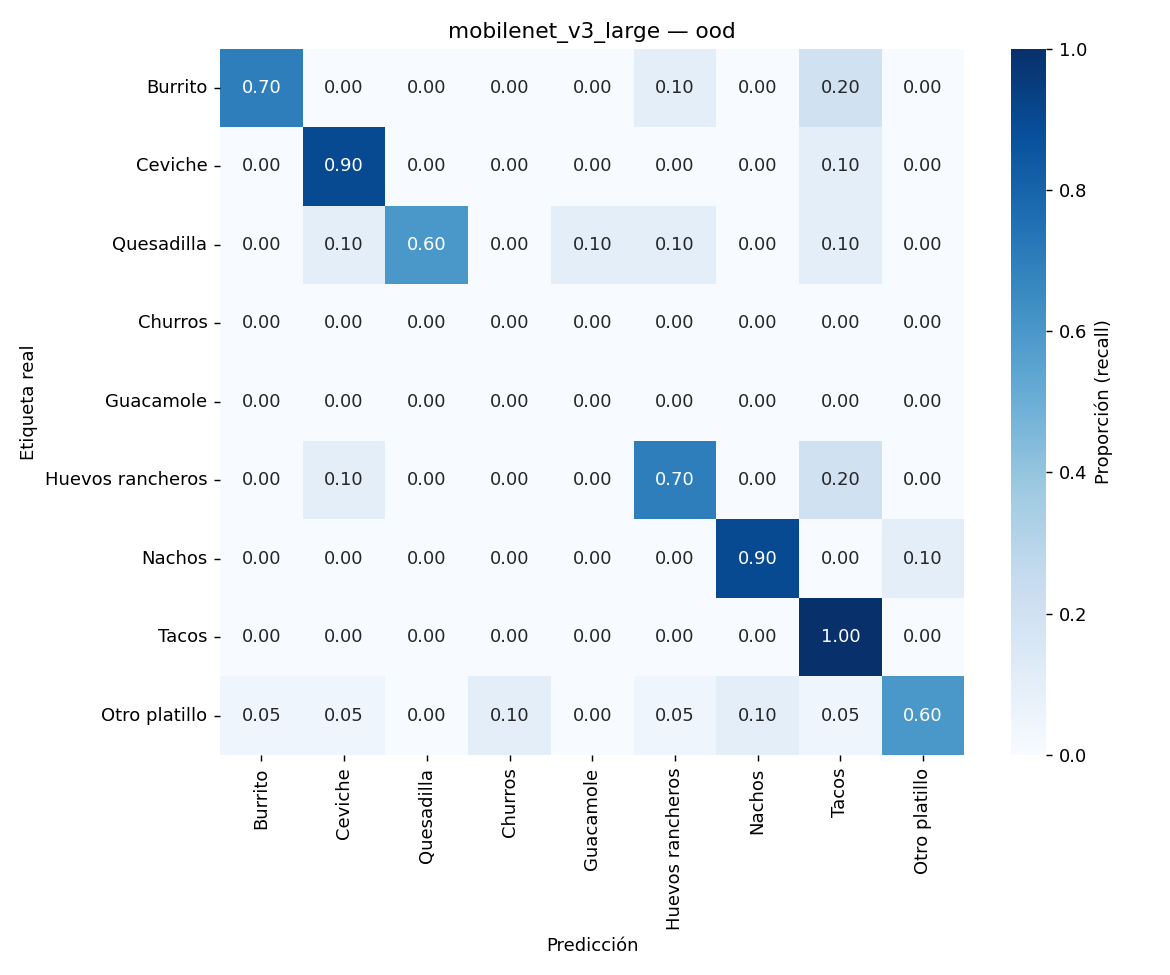 mobilenet_v3_large — ood
Etiqueta real
Burrito 0.70 0.00 0.00 0.00 0.00 0.10 0.00 0.20 0.00
Ceviche 0.00 0.90 0.00 0.00 0.00 0.00 0.00 0.10 0.00
Quesadilla 0.00 0.10 0.60 0.00 0.10 0.10 0.00 0.10 0.00
Churros 0.00 0.00 0.00 0.00 0.00 0.00 0.00 0.00 0.00
Guacamole 0.00 0.00 0.00 0.00 0.00 0.00 0.00 0.00 0.00
Huevos rancheros 0.00 0.10 0.00 0.00 0.00 0.70 0.00 0.20 0.00
Nachos 0.00 0.00 0.00 0.00 0.00 0.00 0.90 0.00 0.10
Tacos 0.00 0.00 0.00 0.00 0.00 0.00 0.00 1.00 0.00
Otro platillo 0.05 0.05 0.00 0.10 0.00 0.05 0.10 0.05 0.60
Burrito
Ceviche
Quesadilla
Churros
Guacamole
Huevos rancheros
Nachos
Tacos
Otro platillo
Predicción
1.0
0.8
0.6
0.4
0.2
0.0
Proporción (recall)